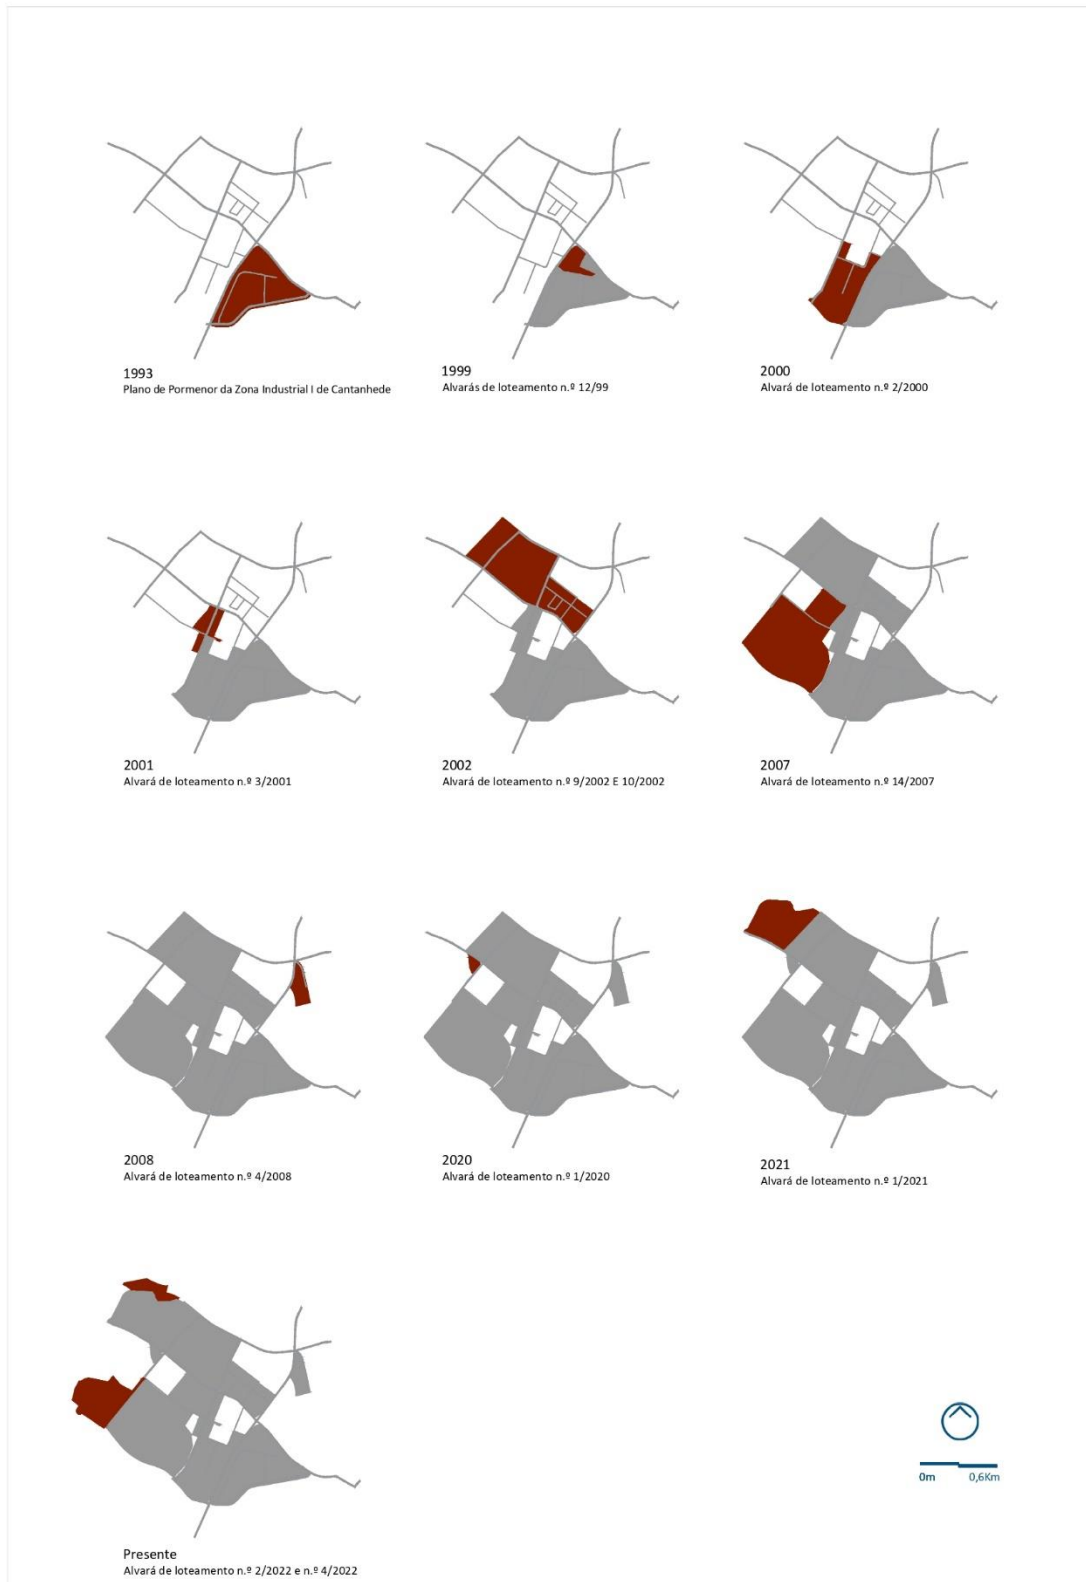 1993
Plano de Pormenor da Zona Industrial I de Cantanhede
1999
Alvarás de loteamento n.º 12/99
2000
Alvará de loteamento n.º 2/2000
2001
Alvará de loteamento n.º 3/2001
2002
Alvará de loteamento n.º 9/2002 E 10/2002
2007
Alvará de loteamento n.º 14/2007
2008
Alvará de loteamento n.º 4/2008
2020
Alvará de loteamento n.º 1/2020
2021
Alvará de loteamento n.º 1/2021
Presente
Alvará de loteamento n.º 2/2022 e n.º 4/2022
0m 0,6Km